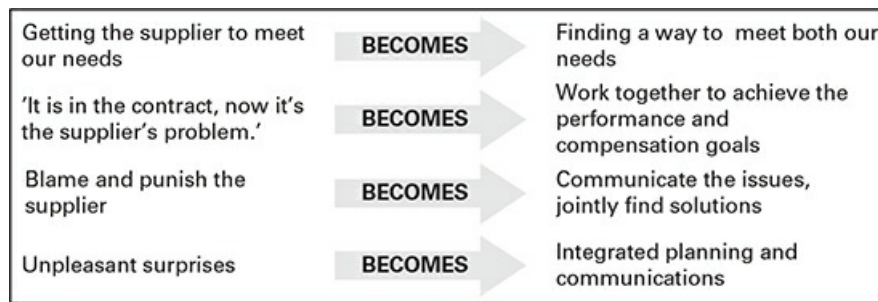 Getting the supplier to meet
our needs
BECOMES
Finding a way to meet both our
needs
'It is in the contract, now it's
the supplier's problem.'
BECOMES
Work together to achieve the
performance and
compensation goals
Blame and punish the
supplier
BECOMES
Communicate the issues,
jointly find solutions
Unpleasant surprises
BECOMES
Integrated planning and
communications